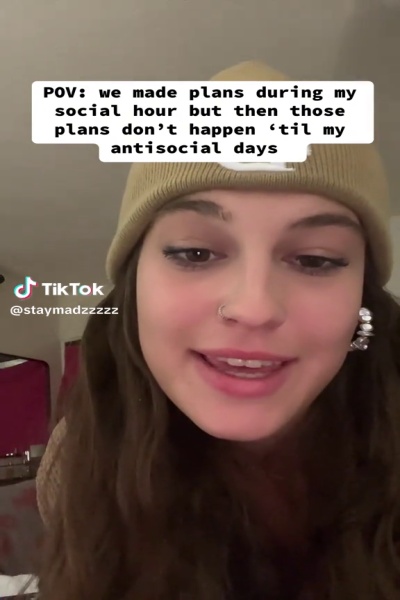 POV: we made plans during my
social hour but then those
plans don’t happen ‘til my
antisocial days
TikTok
@staymadzzzzz